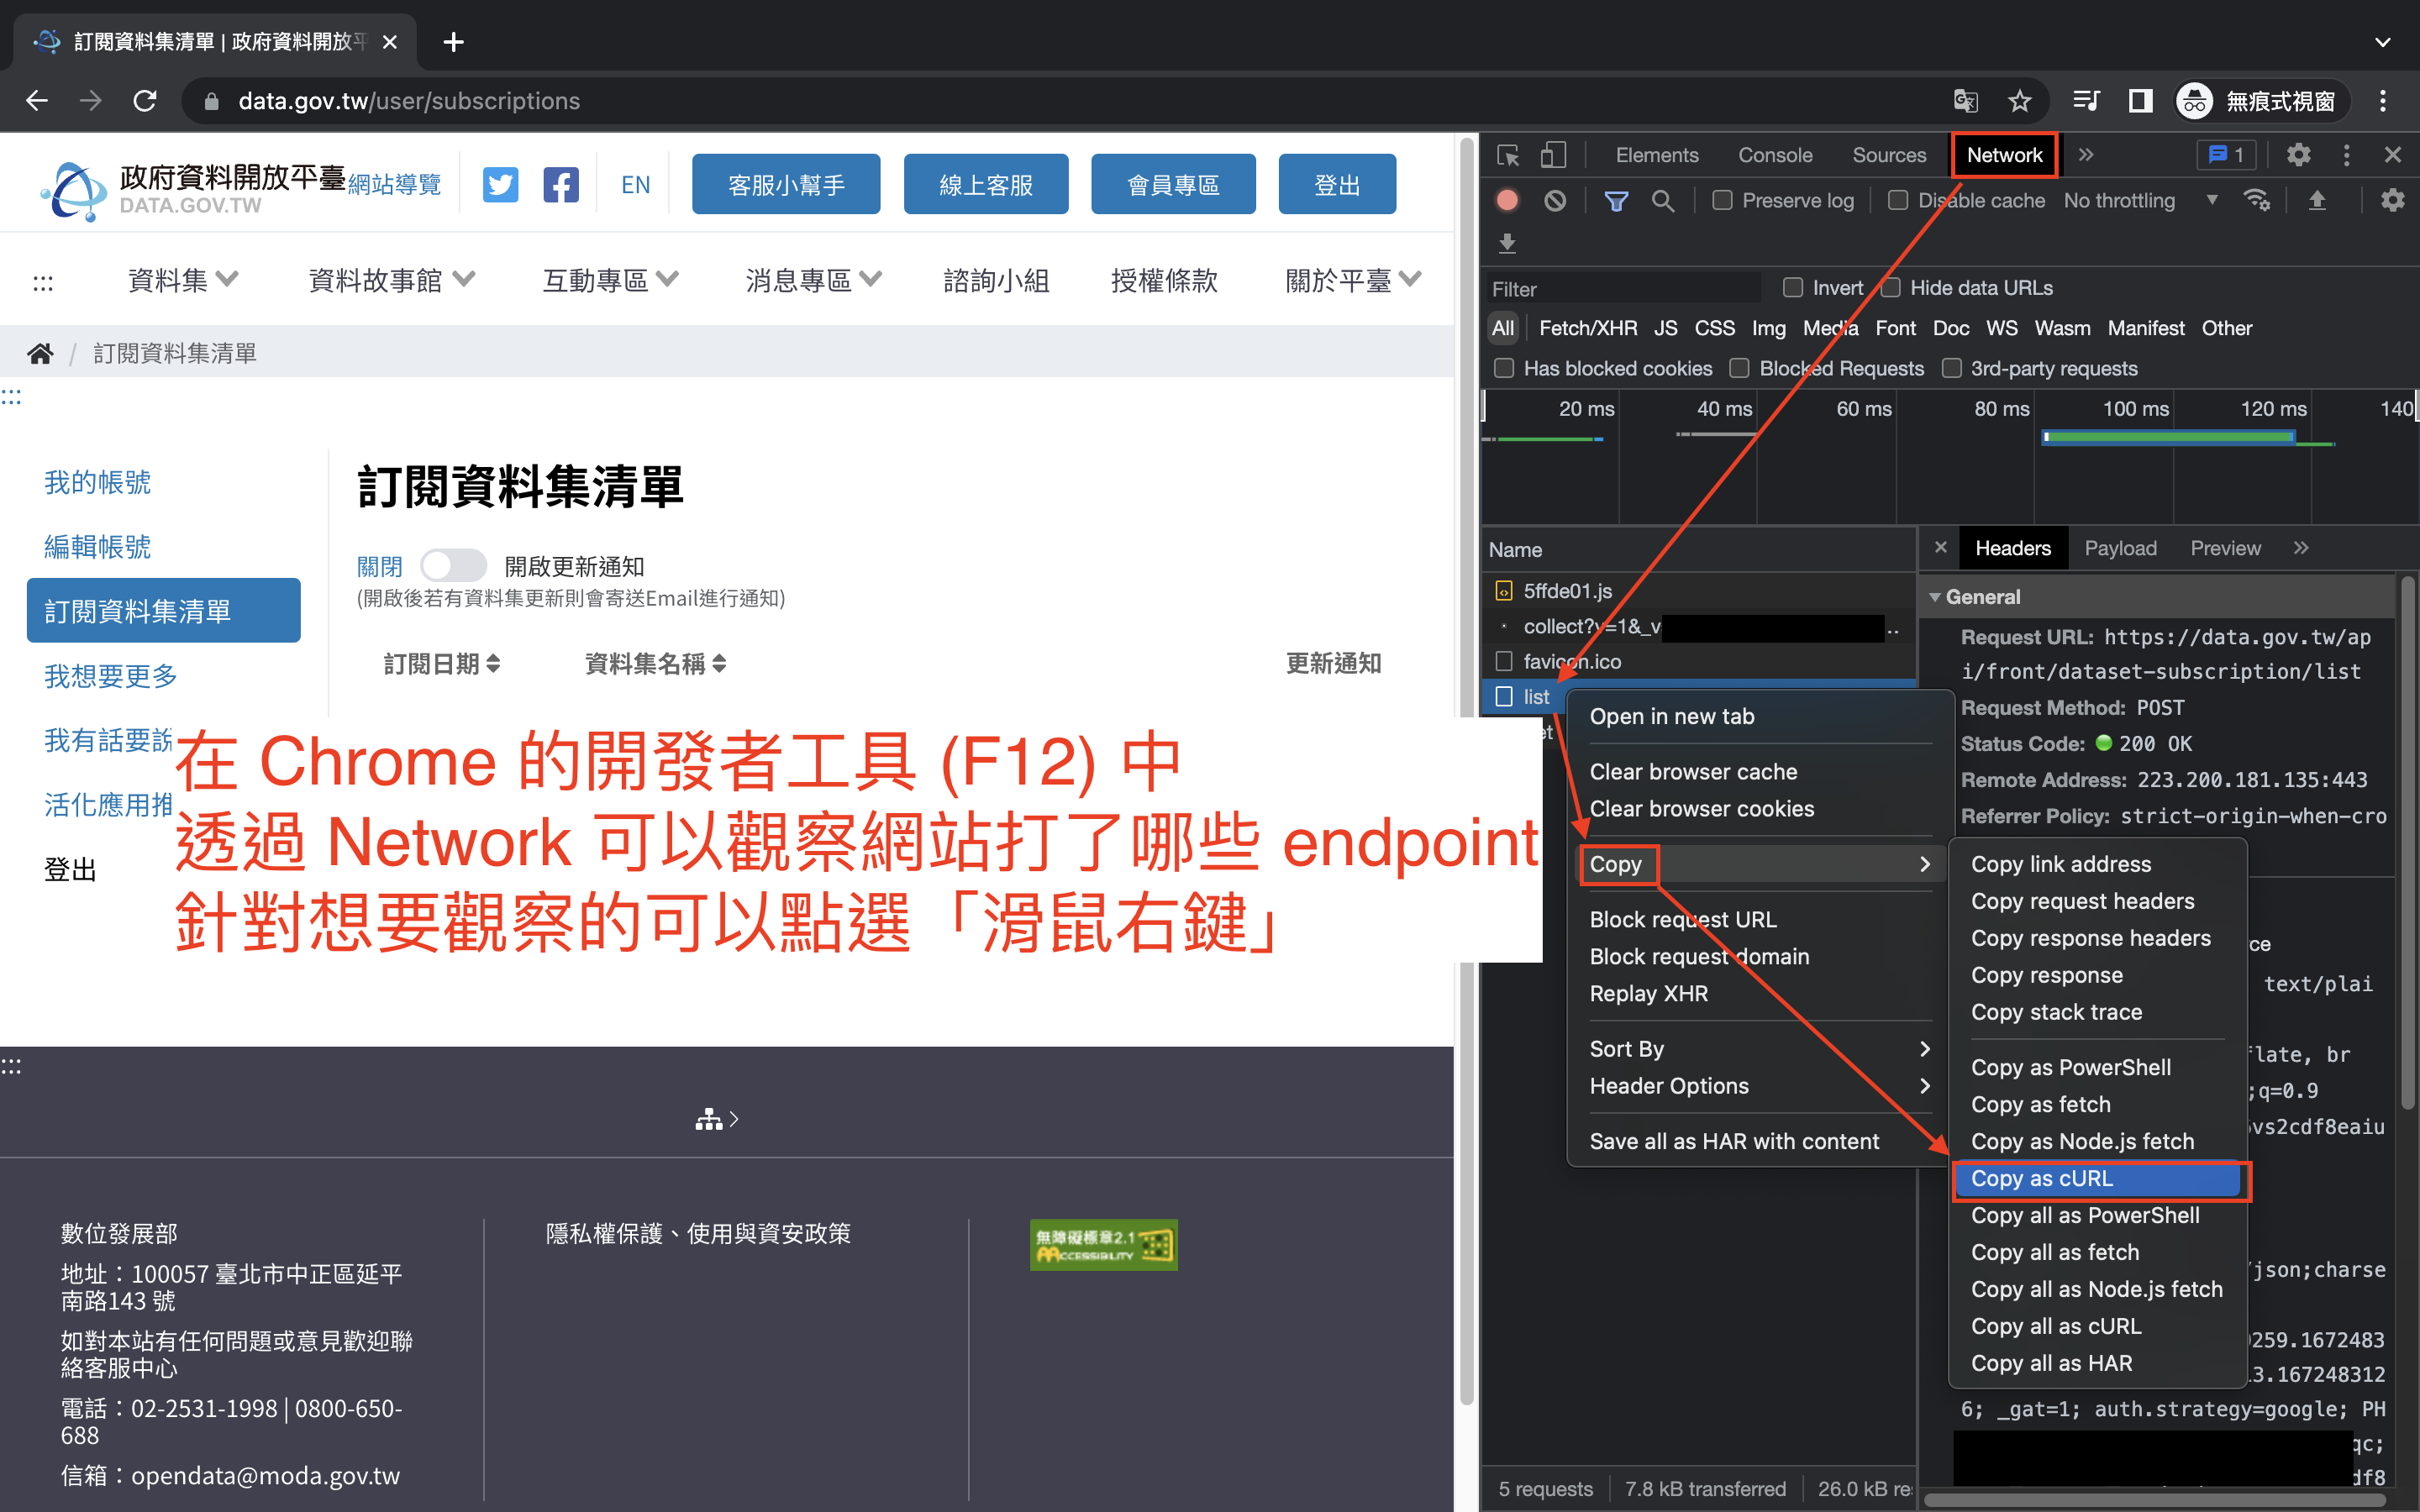 訂閱資料集清單 | 政府資料開放平
data.gov.tw/user/subscriptions
無痕式視窗
政府資料開放平臺
DATA.GOV.TW
網站導覽
EN
客服小幫手
線上客服
會員專區
登出
資料集
資料故事館
互動專區
消息專區
諮詢小組
授權條款
關於平臺
/ 訂閱資料集清單
我的帳號
編輯帳號
訂閱資料集清單
我想要更多
我有話要說
活化應用推
登出
訂閱資料集清單
關閉 開啟更新通知
(開啟後若有資料集更新則會寄送Email進行通知)
訂閱日期 資料集名稱 更新通知
在 Chrome 的開發者工具 (F12) 中
透過 Network 可以觀察網站打了哪些 endpoint
針對想要觀察的可以點選「滑鼠右鍵」
數位發展部
地址：100057 臺北市中正區延平
南路143 號
如對本站有任何問題或意見歡迎聯
絡客服中心
電話：02-2531-1998 | 0800-650-
688
信箱：opendata@moda.gov.tw
隱私權保護、使用與資安政策
無障礙標章2.1
ACCESSIBILITY
Elements Console Sources Network 1
Preserve log Disable cache No throttling
Filter Invert Hide data URLs
All Fetch/XHR JS CSS Img Media Font Doc WS Wasm Manifest Other
Has blocked cookies Blocked Requests 3rd-party requests
20 ms 40 ms 60 ms 80 ms 100 ms 120 ms 140
Name
5ffde01.js
collect?v=1&_v ..
favicon.ico
list
et
Open in new tab
Clear browser cache
Clear browser cookies
Copy
Block request URL
Block request domain
Replay XHR
Sort By
Header Options
Save all as HAR with content
Headers Payload Preview
General
Request URL: https://data.gov.tw/ap
i/front/dataset-subscription/list
Request Method: POST
Status Code: 200 OK
Remote Address: 223.200.181.135:443
Referrer Policy: strict-origin-when-cro
Copy link address
Copy request headers
Copy response headers
Copy response
Copy stack trace
Copy as PowerShell
Copy as fetch
Copy as Node.js fetch
Copy as cURL
Copy all as PowerShell
Copy all as fetch
Copy all as Node.js fetch
Copy all as cURL
Copy all as HAR
rce
text/plai
flate, br
;q=0.9
vs2cdf8eaiu
/json;charse
259.1672483
3.167248312
6; _gat=1; auth.strategy=google; PH
qc;
df8
5 requests 7.8 kB transferred 26.0 kB re